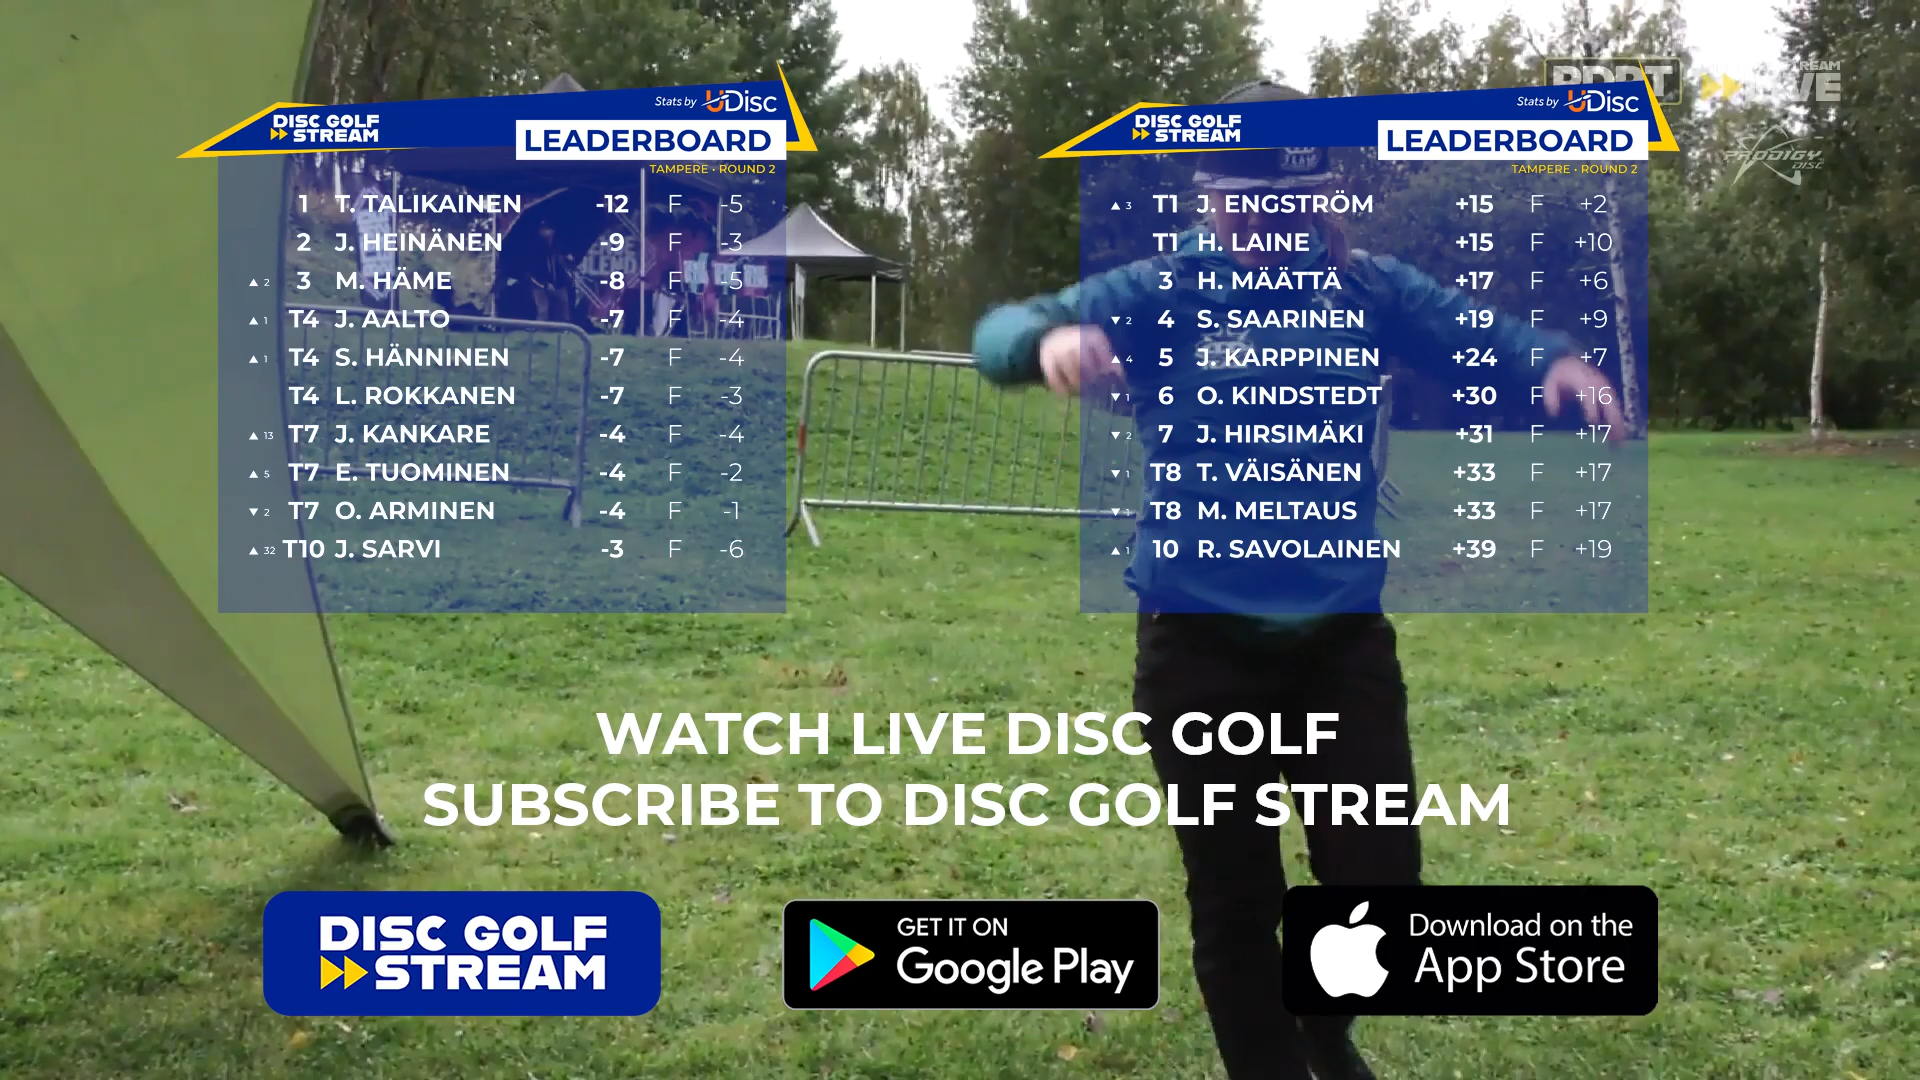 Stats by UDisc
DISC GOLF
STREAM
LEADERBOARD
TAMPERE • ROUND 2
1 T. TALIKAINEN -12 F -5
2 J. HEINÄNEN -9 F -3
▲ 2 3 M. HÄME -8 F -5
▲ 1 T4 J. AALTO -7 F -4
▲ 1 T4 S. HÄNNINEN -7 F -4
T4 L. ROKKANEN -7 F -3
▲ 13 T7 J. KANKARE -4 F -4
▲ 5 T7 E. TUOMINEN -4 F -2
▼ 2 T7 O. ARMINEN -4 F -1
▲ 32 T10 J. SARVI -3 F -6
Stats by UDisc
DISC GOLF
STREAM
LEADERBOARD
TAMPERE • ROUND 2
▲ 3 T1 J. ENGSTRÖM +15 F +2
T1 H. LAINE +15 F +10
3 H. MÄÄTTÄ +17 F +6
▼ 2 4 S. SAARINEN +19 F +9
▲ 4 5 J. KARPPINEN +24 F +7
▼ 1 6 O. KINDSTEDT +30 F +16
▼ 2 7 J. HIRSIMÄKI +31 F +17
▼ 1 T8 T. VÄISÄNEN +33 F +17
▼ 1 T8 M. MELTAUS +33 F +17
▲ 1 10 R. SAVOLAINEN +39 F +19
PRODIGY
DISC
WATCH LIVE DISC GOLF
SUBSCRIBE TO DISC GOLF STREAM
DISC GOLF
STREAM
GET IT ON
Google Play
Download on the
App Store